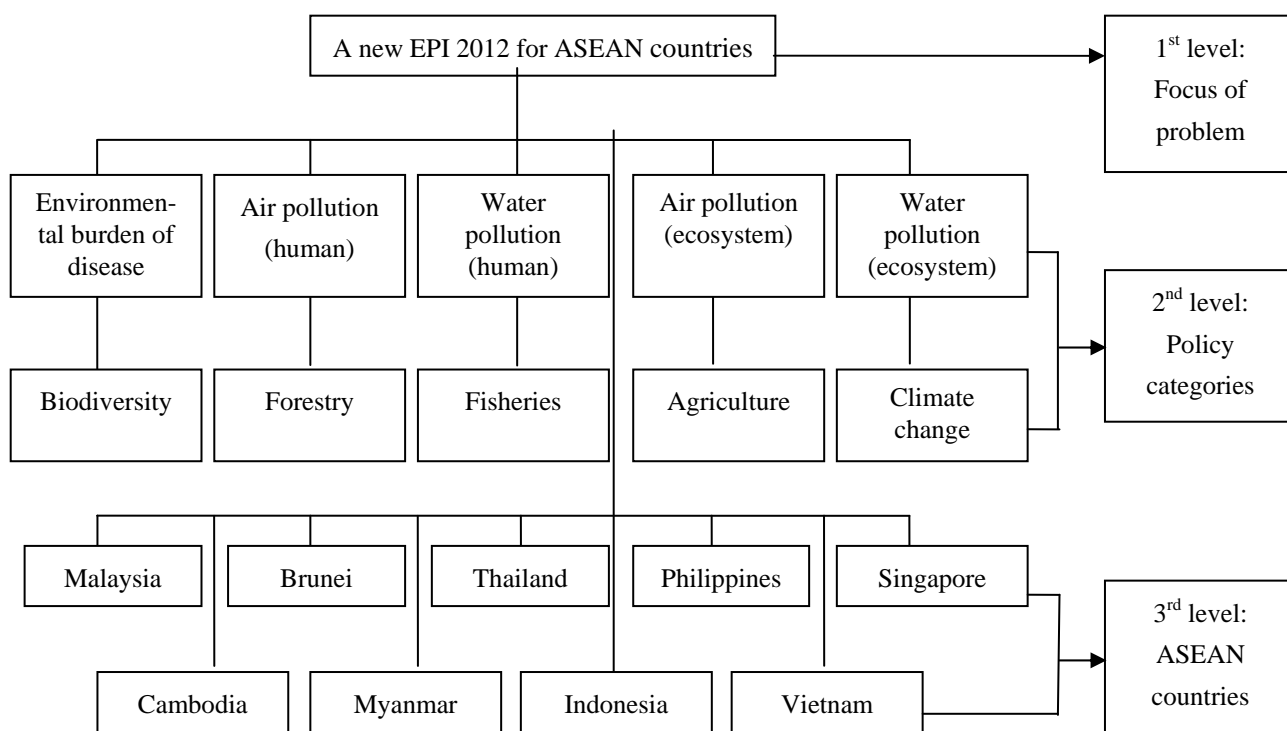 A new EPI 2012 for ASEAN countries
1st level:
Focus of
problem
Environmen-
tal burden of
disease
Air pollution
(human)
Water
pollution
(human)
Air pollution
(ecosystem)
Water
pollution
(ecosystem)
2nd level:
Policy
categories
Biodiversity
Forestry
Fisheries
Agriculture
Climate
change
Malaysia
Brunei
Thailand
Philippines
Singapore
3rd level:
ASEAN
countries
Cambodia
Myanmar
Indonesia
Vietnam